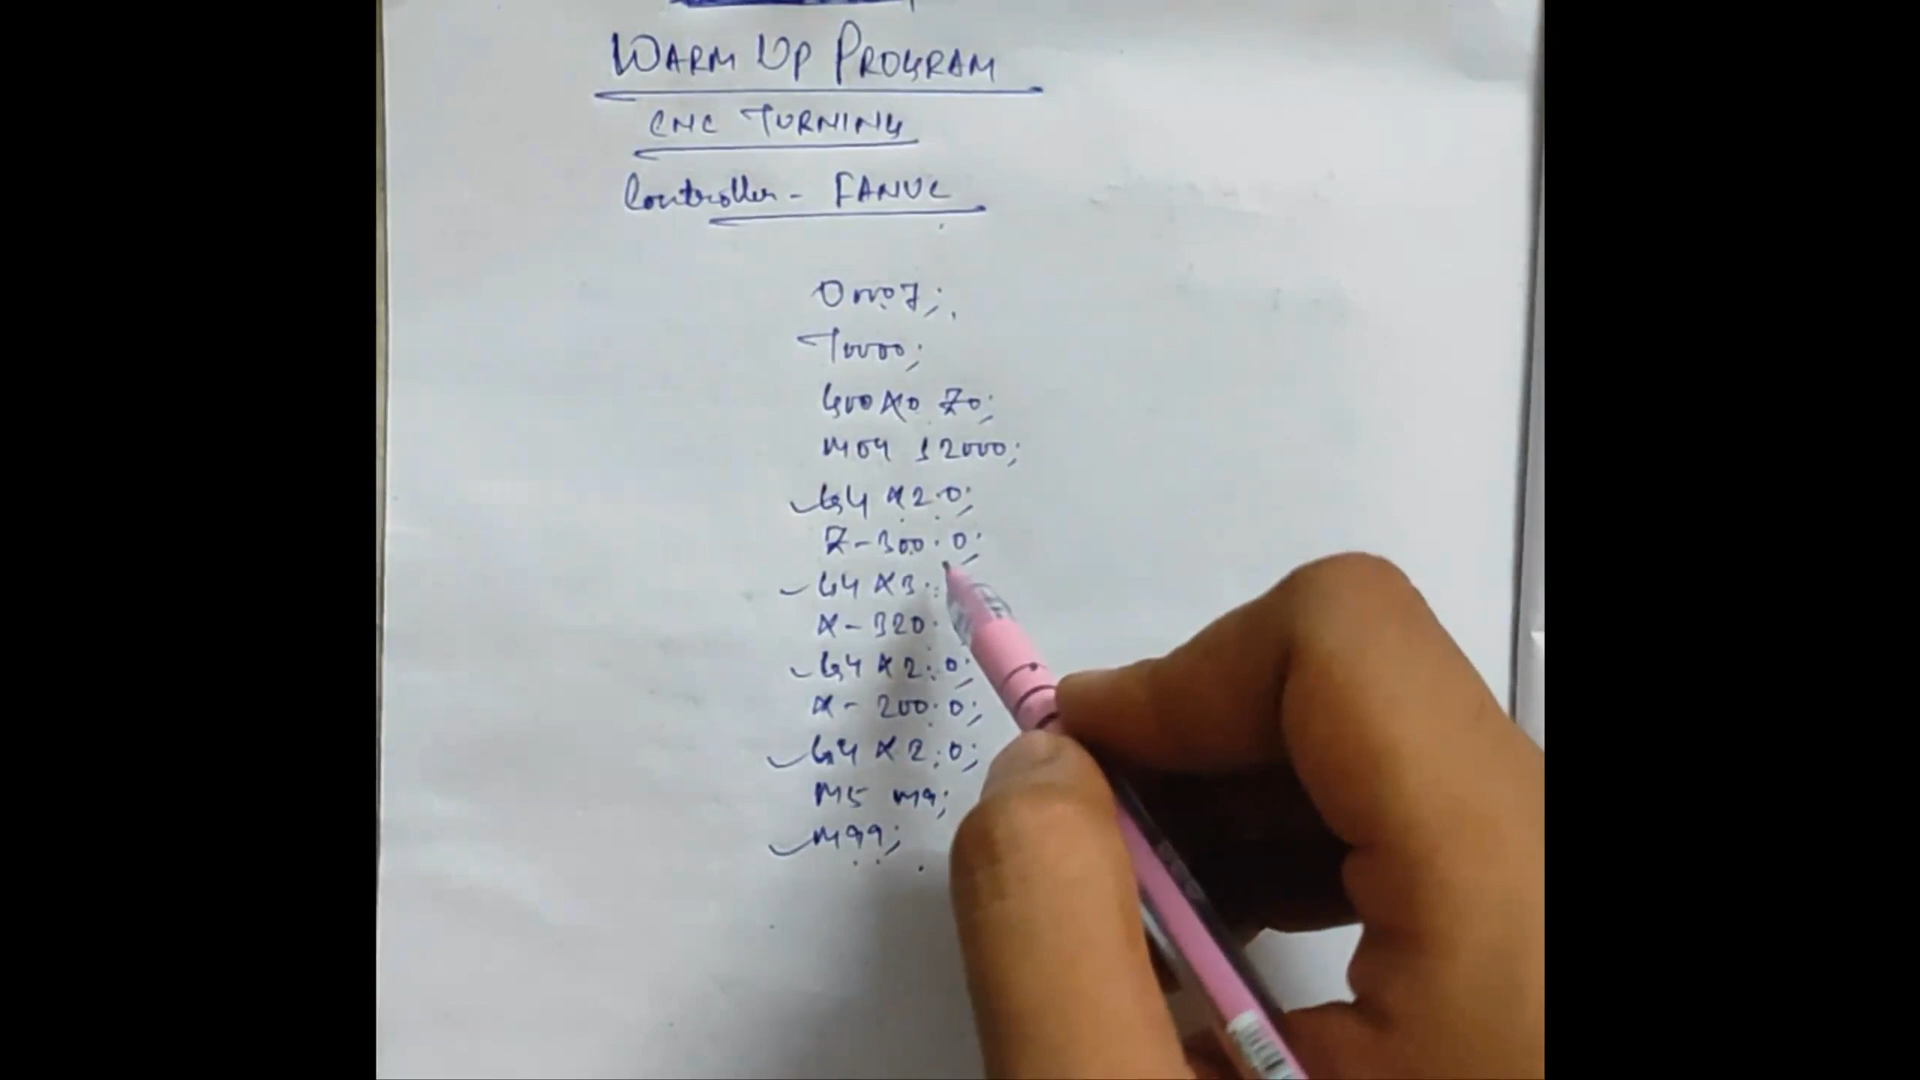 WARM UP PROGRAM
CNC TURNING
Controller - FANUC
O0007;
T0000;
G00 X0 Z0;
M04 S2000;
G4 X2.0;
Z-300.0;
G4 X3.
X-320.
G4 X2.0;
X-200.0;
G4 X2.0;
M5 M9;
M99;